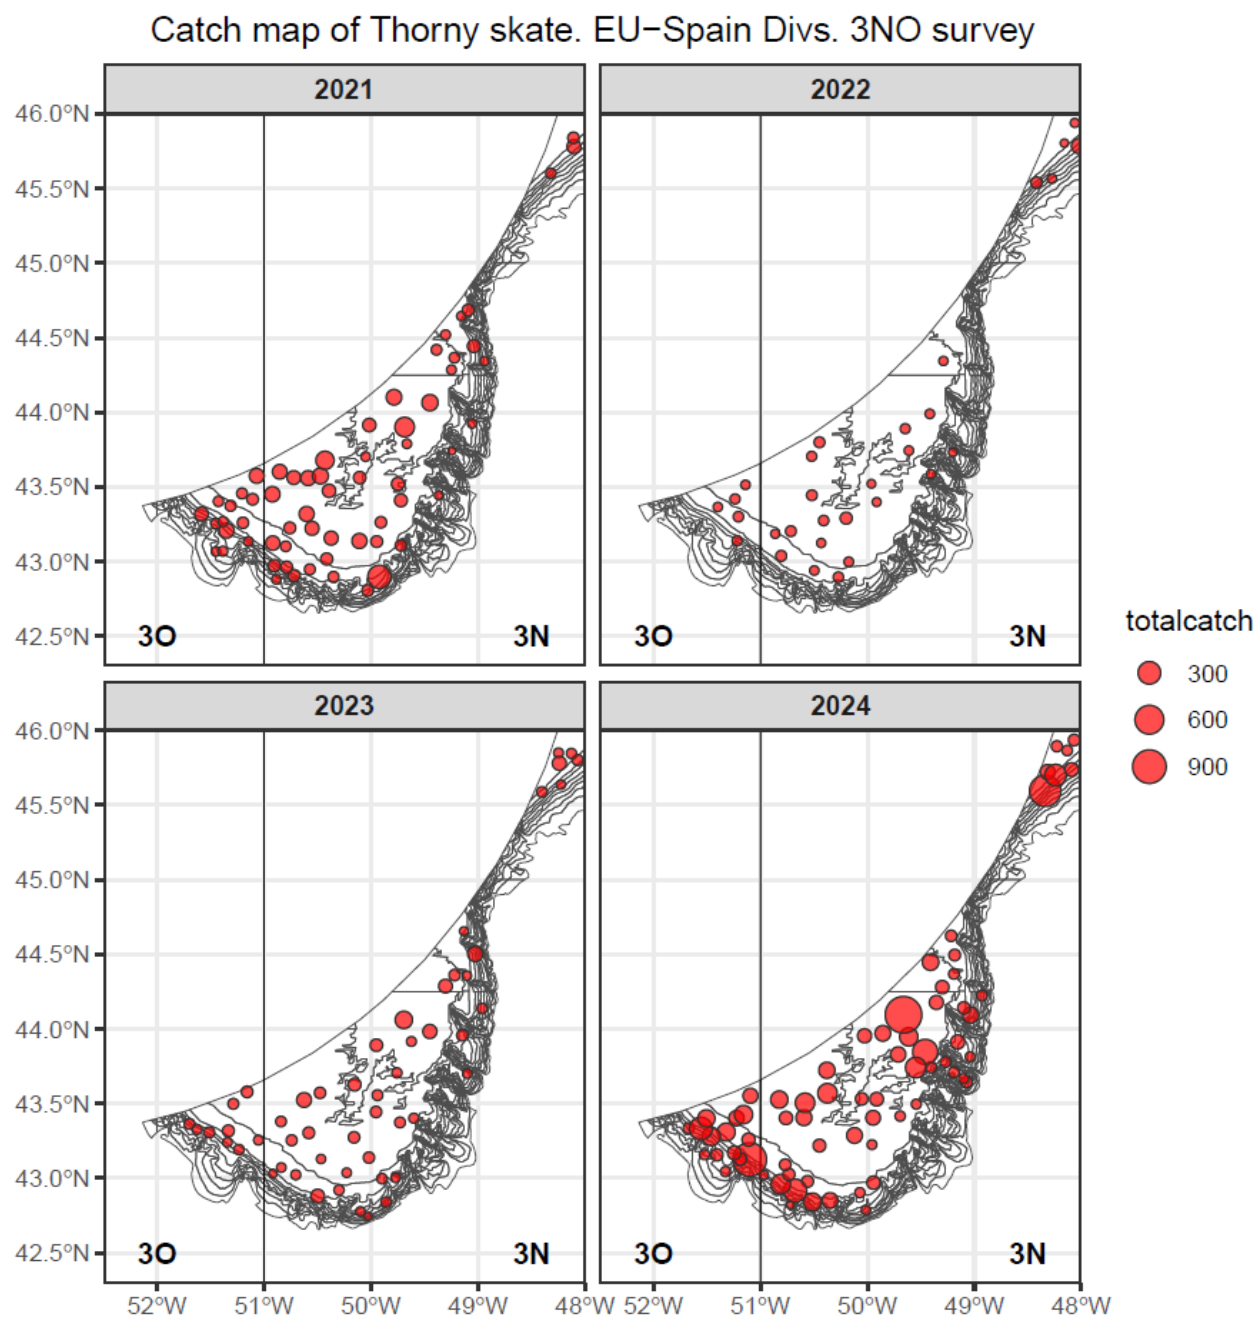 Catch map of Thorny skate. EU−Spain Divs. 3NO survey
2021
2022
46.0°N
45.5°N
45.0°N
44.5°N
44.0°N
43.5°N
43.0°N
42.5°N
3O
3N
3O
3N
totalcatch
300
600
900
2023
2024
46.0°N
45.5°N
45.0°N
44.5°N
44.0°N
43.5°N
43.0°N
42.5°N
3O
3N
3O
3N
52°W 51°W 50°W 49°W 48°W 52°W 51°W 50°W 49°W 48°W